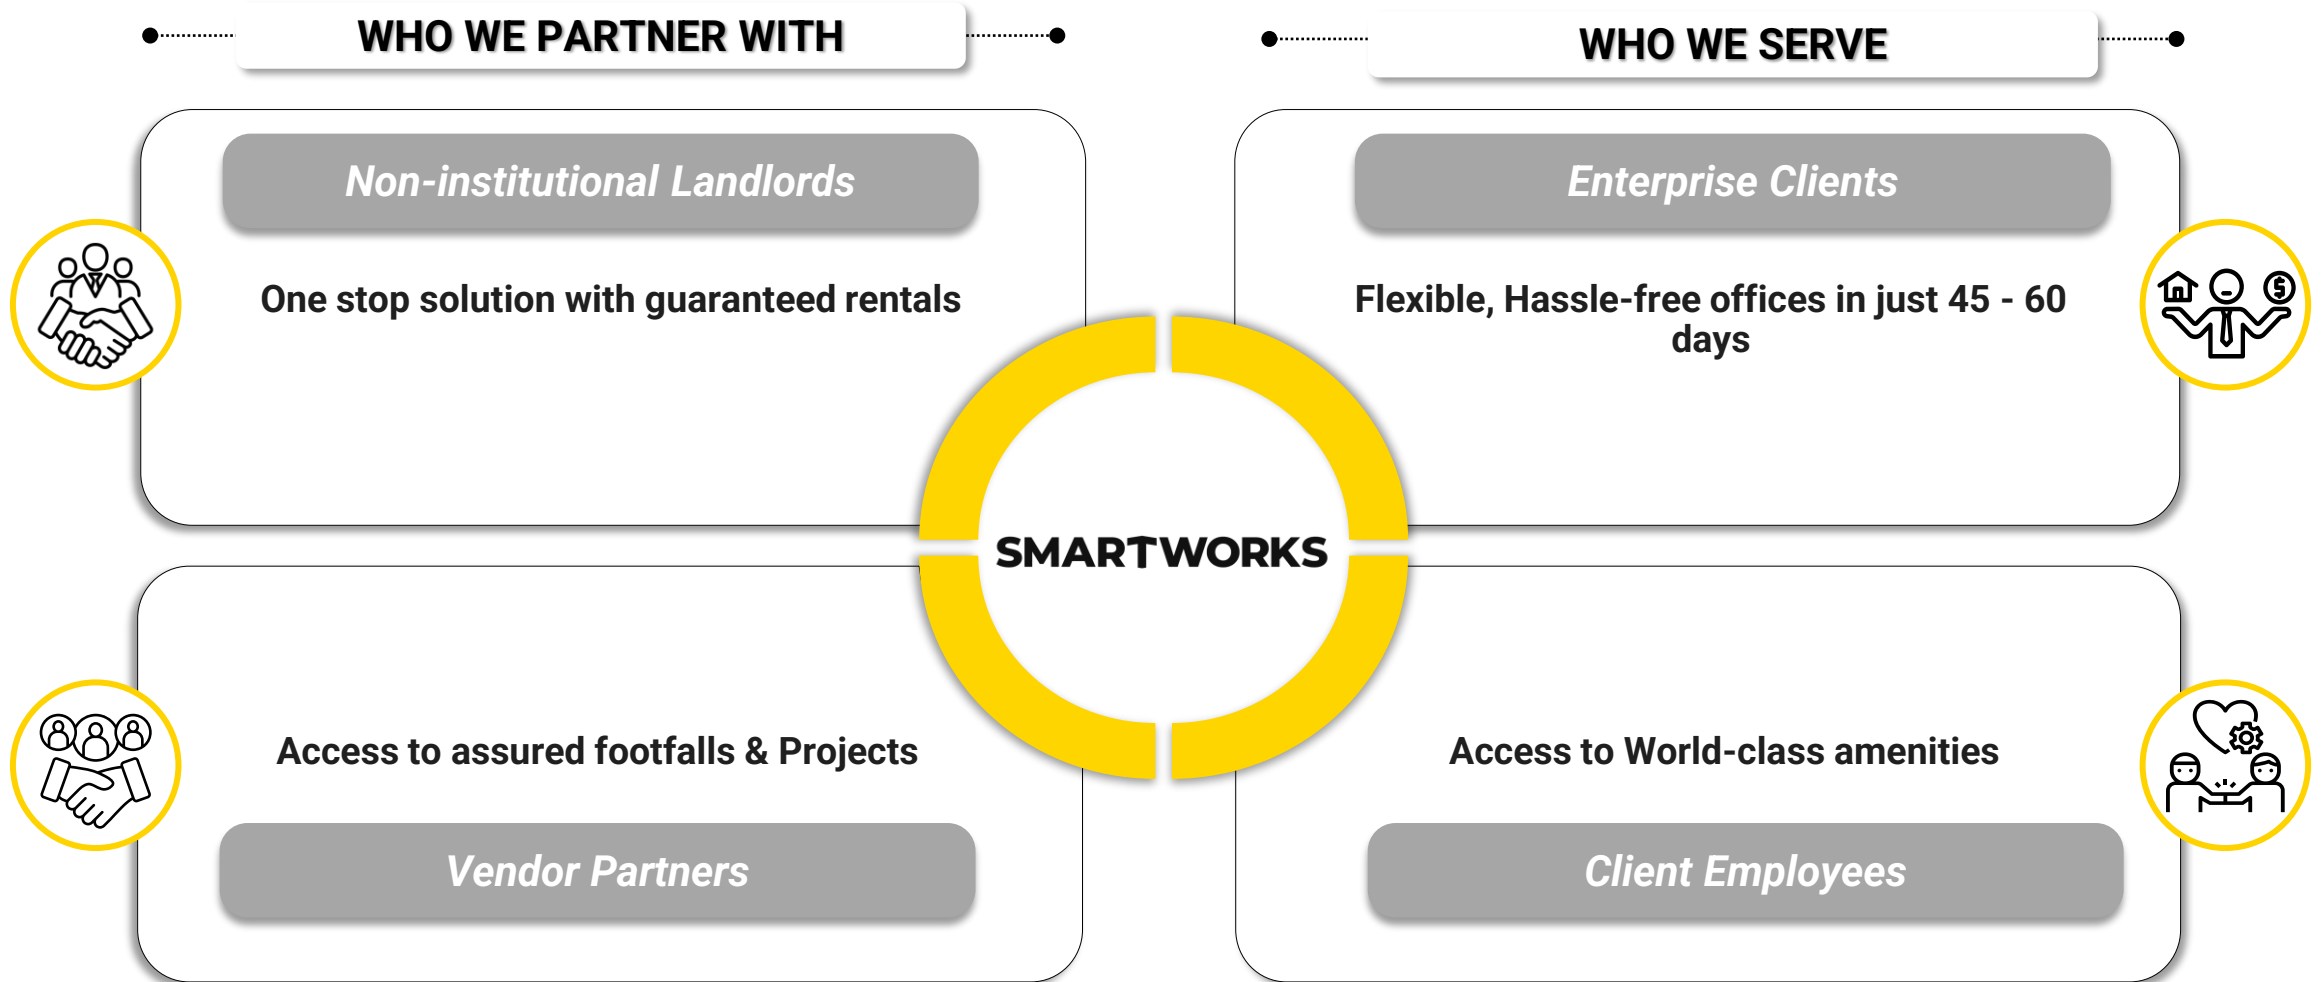 WHO WE PARTNER WITH
WHO WE SERVE
Non-institutional Landlords
One stop solution with guaranteed rentals
Enterprise Clients
Flexible, Hassle-free offices in just 45 - 60
days
SMARTWORKS
Access to assured footfalls & Projects
Vendor Partners
Access to World-class amenities
Client Employees